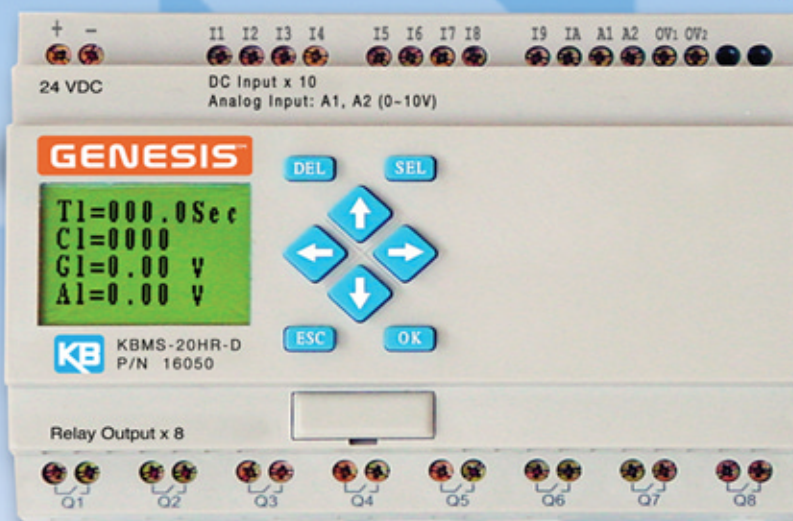 + − I1 I2 I3 I4 I5 I6 I7 I8 I9 IA A1 A2 0V1 0V2
24 VDC
DC Input x 10
Analog Input: A1, A2 (0~10V)
GENESIS™
DEL
SEL
T1=000.0Sec
C1=0000
G1=0.00 V
A1=0.00 V
ESC
OK
KB
KBMS-20HR-D
P/N 16050
Relay Output x 8
Q1 Q2 Q3 Q4 Q5 Q6 Q7 Q8